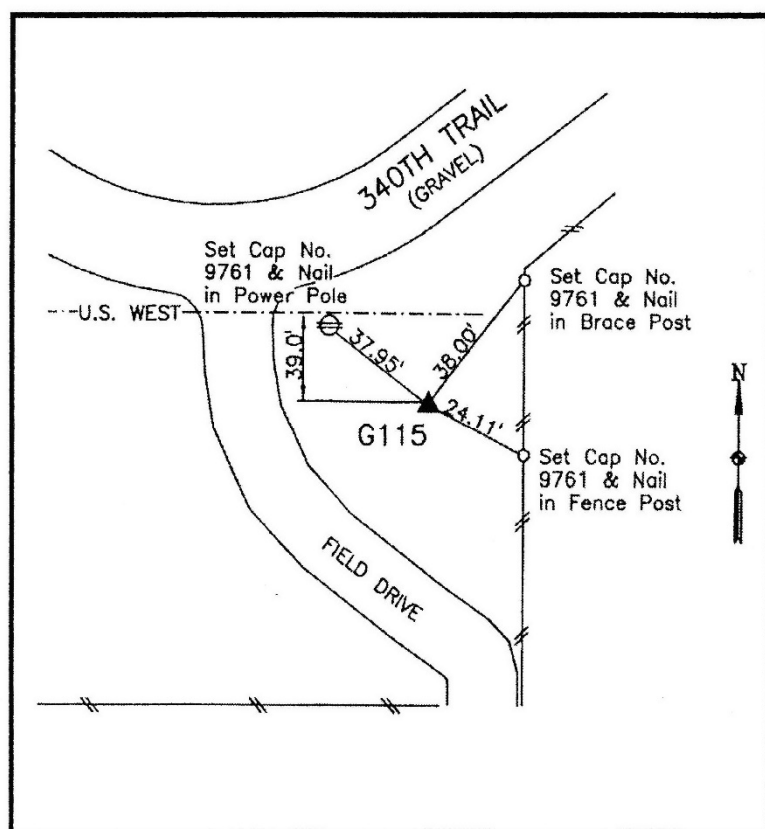 340TH TRAIL
(GRAVEL)
Set Cap No.
9761 & Nail
in Power Pole
Set Cap No.
9761 & Nail
in Brace Post
U.S. WEST
39.0'
37.95'
38.00'
24.11'
G115
N
Set Cap No.
9761 & Nail
in Fence Post
FIELD DRIVE